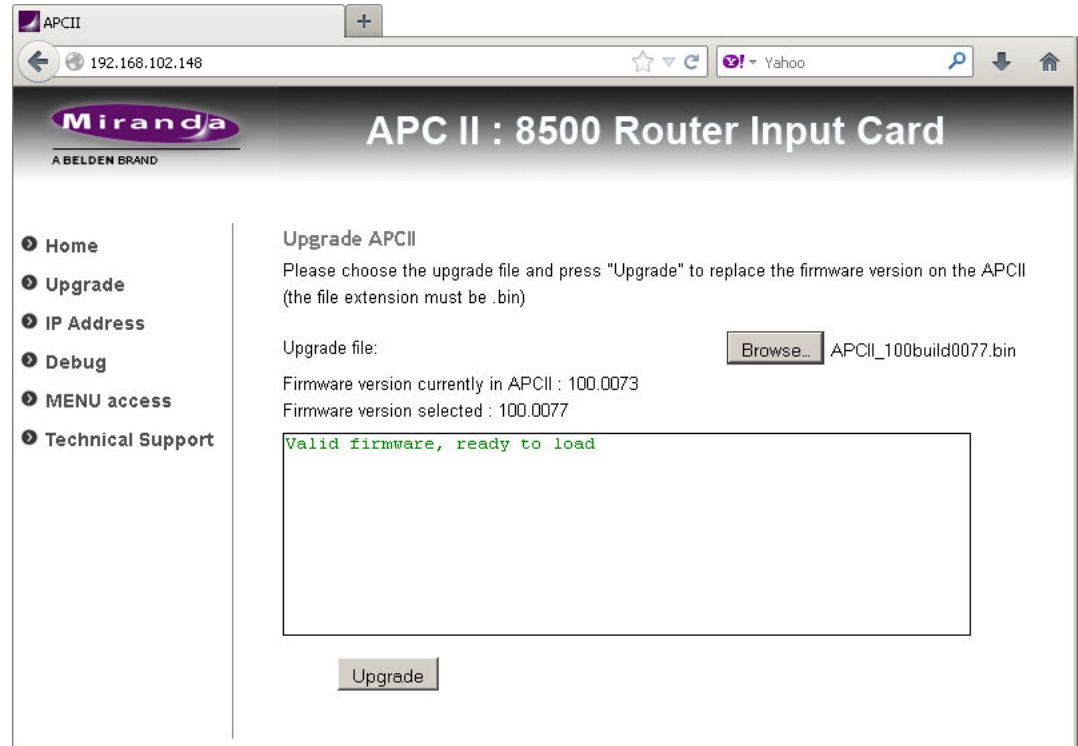 APCII
192.168.102.148
Yahoo
Miranda
A BELDEN BRAND
APC II : 8500 Router Input Card
Home
Upgrade
IP Address
Debug
MENU access
Technical Support
Upgrade APCII
Please choose the upgrade file and press "Upgrade" to replace the firmware version on the APCII
(the file extension must be .bin)
Upgrade file:
Browse... APCII_100build0077.bin
Firmware version currently in APCII : 100.0073
Firmware version selected : 100.0077
Valid firmware, ready to load
Upgrade